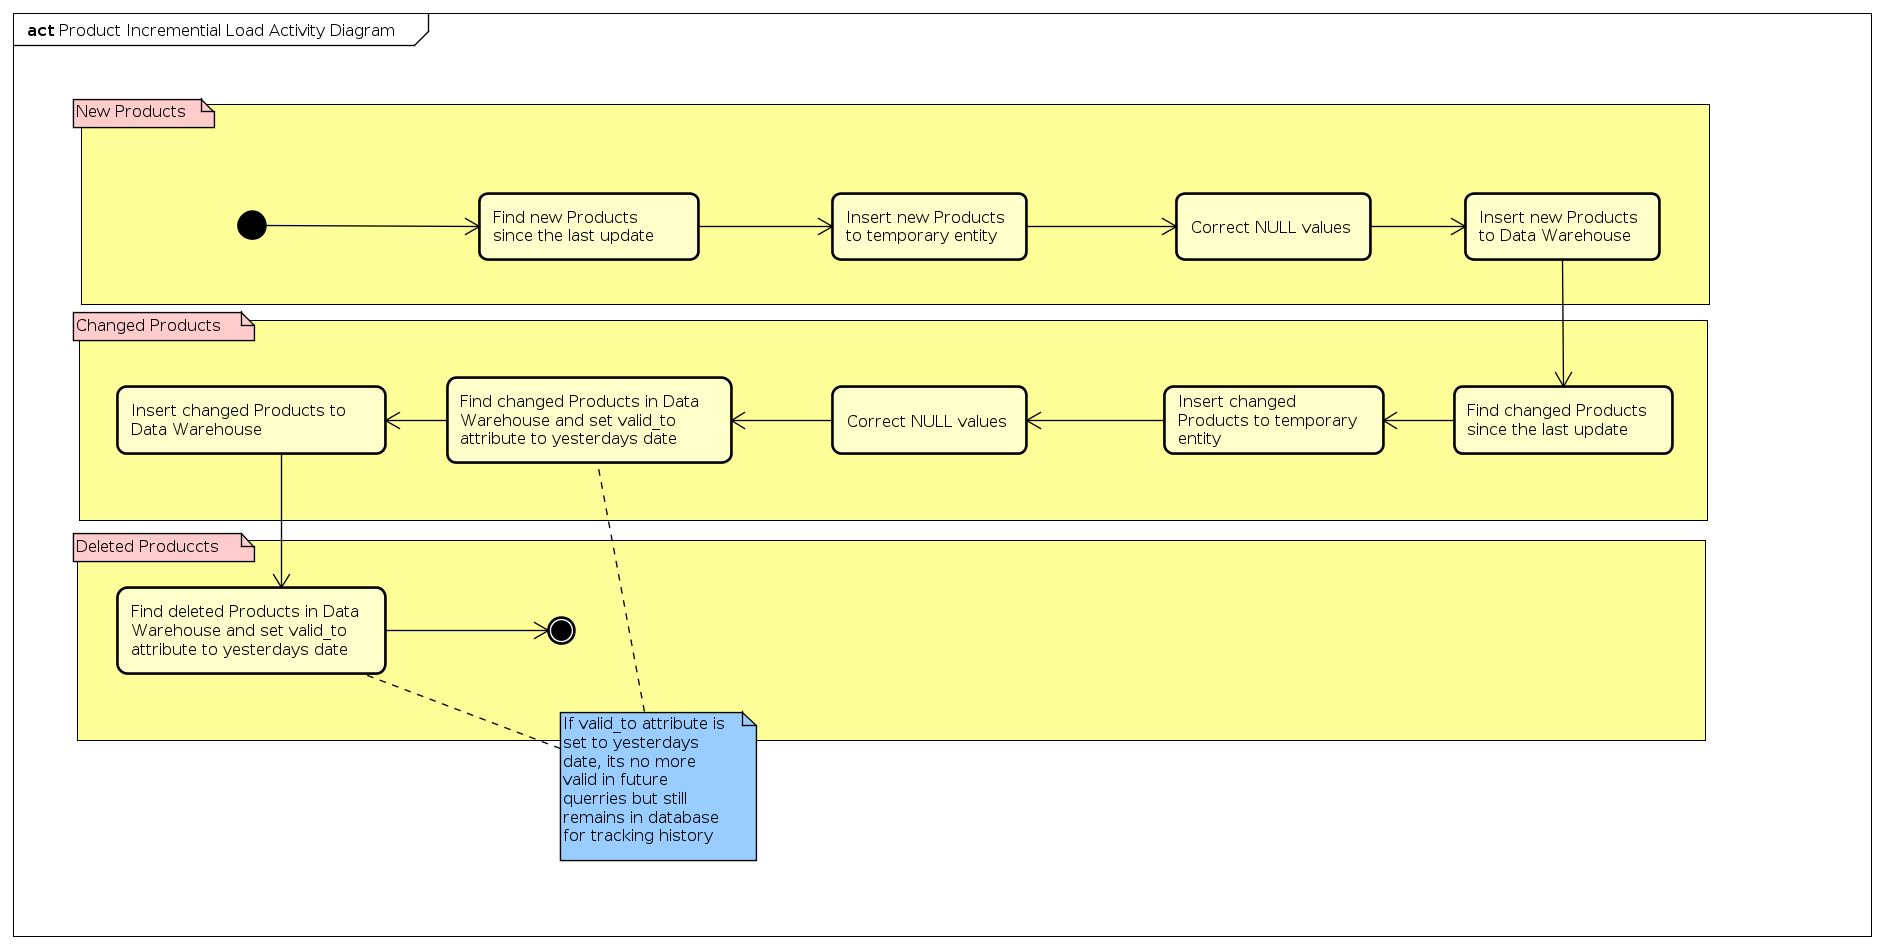 act Product Incremential Load Activity Diagram
New Products
Find new Products
since the last update
Insert new Products
to temporary entity
Correct NULL values
Insert new Products
to Data Warehouse
Changed Products
Insert changed Products to
Data Warehouse
Find changed Products in Data
Warehouse and set valid_to
attribute to yesterdays date
Correct NULL values
Insert changed
Products to temporary
entity
Find changed Products
since the last update
Deleted Produccts
Find deleted Products in Data
Warehouse and set valid_to
attribute to yesterdays date
If valid_to attribute is
set to yesterdays
date, its no more
valid in future
querries but still
remains in database
for tracking history